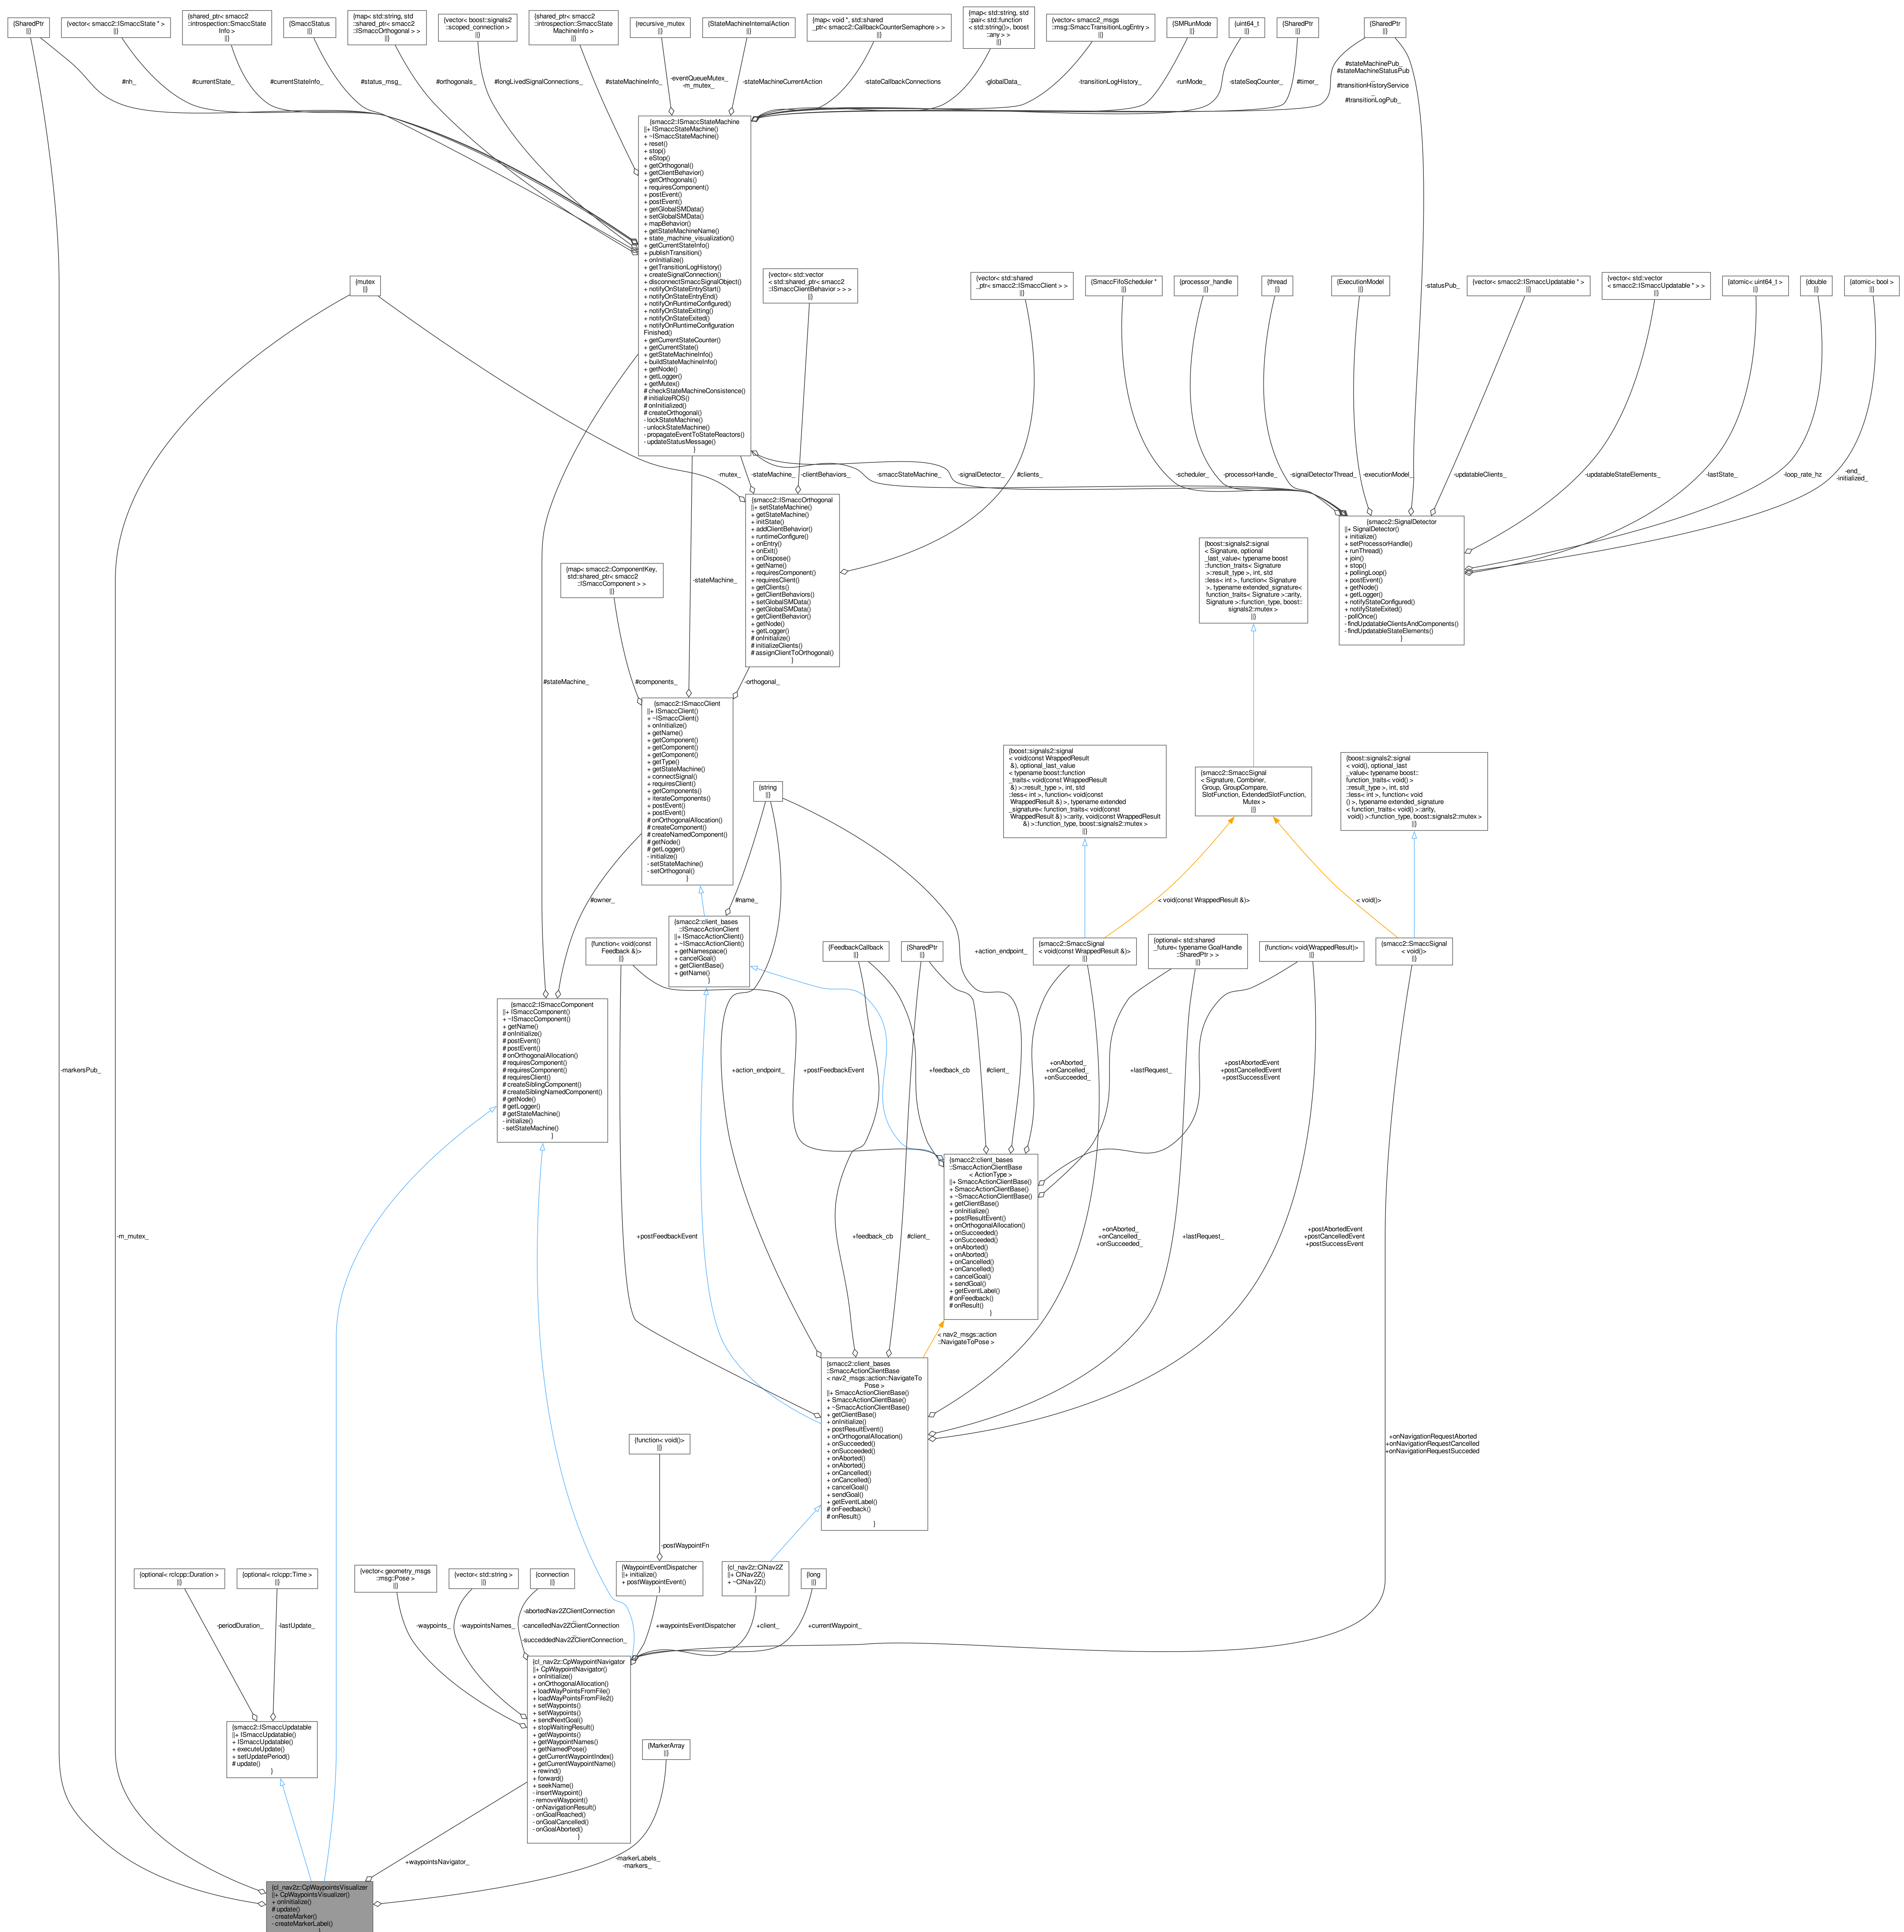 {SharedPtr
||}
{vector< smacc2::ISmaccState * >
||}
{shared_ptr< smacc2
::introspection::SmaccState
Info >
||}
{SmaccStatus
||}
{map< std::string, std
::shared_ptr< smacc2
::ISmaccOrthogonal > >
||}
{vector< boost::signals2
::scoped_connection >
||}
{shared_ptr< smacc2
::introspection::SmaccState
MachineInfo >
||}
{recursive_mutex
||}
{StateMachineInternalAction
||}
{map< void *, std::shared
_ptr< smacc2::CallbackCounterSemaphore > >
||}
{map< std::string, std
::pair< std::function
< std::string()>, boost
::any > >
||}
{vector< smacc2_msgs
::msg::SmaccTransitionLogEntry >
||}
{SMRunMode
||}
{uint64_t
||}
{SharedPtr
||}
{SharedPtr
||}
#nh_
#currentState_
#currentStateInfo_
#status_msg_
#orthogonals_
#longLivedSignalConnections_
#stateMachineInfo_
-eventQueueMutex_
-m_mutex_
-stateMachineCurrentAction
-stateCallbackConnections
-globalData_
-transitionLogHistory_
-runMode_
-stateSeqCounter_
#timer_
#stateMachinePub_
#stateMachineStatusPub
_
#transitionHistoryService
_
#transitionLogPub_
{smacc2::ISmaccStateMachine
||+ ISmaccStateMachine()
+ ~ISmaccStateMachine()
+ reset()
+ stop()
+ eStop()
+ getOrthogonal()
+ getClientBehavior()
+ getOrthogonals()
+ requiresComponent()
+ postEvent()
+ postEvent()
+ getGlobalSMData()
+ setGlobalSMData()
+ mapBehavior()
+ getStateMachineName()
+ state_machine_visualization()
+ getCurrentStateInfo()
+ publishTransition()
+ onInitialize()
+ getTransitionLogHistory()
+ createSignalConnection()
+ disconnectSmaccSignalObject()
+ notifyOnStateEntryStart()
+ notifyOnStateEntryEnd()
+ notifyOnRuntimeConfigured()
+ notifyOnStateExitting()
+ notifyOnStateExited()
+ notifyOnRuntimeConfiguration
Finished()
+ getCurrentStateCounter()
+ getCurrentState()
+ getStateMachineInfo()
+ buildStateMachineInfo()
+ getNode()
+ getLogger()
+ getMutex()
# checkStateMachineConsistence()
# initializeROS()
# onInitialized()
# createOrthogonal()
- lockStateMachine()
- unlockStateMachine()
- propagateEventToStateReactors()
- updateStatusMessage()
}
{mutex
||}
{vector< std::vector
< std::shared_ptr< smacc2
::ISmaccClientBehavior > > >
||}
{vector< std::shared
_ptr< smacc2::ISmaccClient > >
||}
{SmaccFifoScheduler *
||}
{processor_handle
||}
{thread
||}
{ExecutionModel
||}
-statusPub_
{vector< smacc2::ISmaccUpdatable * >
||}
{vector< std::vector
< smacc2::ISmaccUpdatable * > >
||}
{atomic< uint64_t >
||}
{double
||}
{atomic< bool >
||}
-mutex_
-stateMachine_
-clientBehaviors_
-smaccStateMachine_
-signalDetector_
#clients_
-scheduler_
-processorHandle_
-signalDetectorThread_
-executionModel_
-updatableClients_
-updatableStateElements_
-lastState_
-loop_rate_hz
-end_
-initialized_
{smacc2::ISmaccOrthogonal
||+ setStateMachine()
+ getStateMachine()
+ initState()
+ addClientBehavior()
+ runtimeConfigure()
+ onEntry()
+ onExit()
+ onDispose()
+ getName()
+ requiresComponent()
+ requiresClient()
+ getClients()
+ getClientBehaviors()
+ setGlobalSMData()
+ getGlobalSMData()
+ getClientBehavior()
+ getNode()
+ getLogger()
# onInitialize()
# initializeClients()
# assignClientToOrthogonal()
}
{smacc2::SignalDetector
||+ SignalDetector()
+ initialize()
+ setProcessorHandle()
+ runThread()
+ join()
+ stop()
+ pollingLoop()
+ postEvent()
+ getNode()
+ getLogger()
+ notifyStateConfigured()
+ notifyStateExited()
- pollOnce()
- findUpdatableClientsAndComponents()
- findUpdatableStateElements()
}
{boost::signals2::signal
< Signature, optional
_last_value< typename boost
::function_traits< Signature
>::result_type >, int, std
::less< int >, function< Signature
>, typename extended_signature<
function_traits< Signature >::arity,
Signature >::function_type, boost::
signals2::mutex >
||}
{map< smacc2::ComponentKey,
std::shared_ptr< smacc2
::ISmaccComponent > >
||}
-stateMachine_
#stateMachine_
#components_
-orthogonal_
{smacc2::ISmaccClient
||+ ISmaccClient()
+ ~ISmaccClient()
+ onInitialize()
+ getName()
+ getComponent()
+ getComponent()
+ getComponent()
+ getType()
+ getStateMachine()
+ connectSignal()
+ requiresClient()
+ getComponents()
+ iterateComponents()
+ postEvent()
+ postEvent()
# onOrthogonalAllocation()
# createComponent()
# createNamedComponent()
# getNode()
# getLogger()
- initialize()
- setStateMachine()
- setOrthogonal()
}
{string
||}
{boost::signals2::signal
< void(const WrappedResult
&), optional_last_value
< typename boost::function
_traits< void(const WrappedResult
&) >::result_type >, int, std
::less< int >, function< void(const
WrappedResult &) >, typename extended
_signature< function_traits< void(const
WrappedResult &) >::arity, void(const WrappedResult
&) >::function_type, boost::signals2::mutex >
||}
{smacc2::SmaccSignal
< Signature, Combiner,
Group, GroupCompare,
SlotFunction, ExtendedSlotFunction,
Mutex >
||}
{boost::signals2::signal
< void(), optional_last
_value< typename boost::
function_traits< void() >
::result_type >, int, std
::less< int >, function< void
() >, typename extended_signature
< function_traits< void() >::arity,
void() >::function_type, boost::signals2::mutex >
||}
#owner_
#name_
< void(const WrappedResult &)>
< void()>
{smacc2::client_bases
::ISmaccActionClient
||+ ISmaccActionClient()
+ ~ISmaccActionClient()
+ getNamespace()
+ cancelGoal()
+ getClientBase()
+ getName()
}
{function< void(const
Feedback &)>
||}
{FeedbackCallback
||}
{SharedPtr
||}
+action_endpoint_
{smacc2::SmaccSignal
< void(const WrappedResult &)>
||}
{optional< std::shared
_future< typename GoalHandle
::SharedPtr > >
||}
{function< void(WrappedResult)>
||}
{smacc2::SmaccSignal
< void()>
||}
{smacc2::ISmaccComponent
||+ ISmaccComponent()
+ ~ISmaccComponent()
+ getName()
# onInitialize()
# postEvent()
# postEvent()
# onOrthogonalAllocation()
# requiresComponent()
# requiresComponent()
# requiresClient()
# createSiblingComponent()
# createSiblingNamedComponent()
# getNode()
# getLogger()
# getStateMachine()
- initialize()
- setStateMachine()
}
-markersPub_
+action_endpoint_
+postFeedbackEvent
+feedback_cb
#client_
+onAborted_
+onCancelled_
+onSucceeded_
+lastRequest_
+postAbortedEvent
+postCancelledEvent
+postSuccessEvent
{smacc2::client_bases
::SmaccActionClientBase
< ActionType >
||+ SmaccActionClientBase()
+ SmaccActionClientBase()
+ ~SmaccActionClientBase()
+ getClientBase()
+ onInitialize()
+ postResultEvent()
+ onOrthogonalAllocation()
+ onSucceeded()
+ onSucceeded()
+ onAborted()
+ onAborted()
+ onCancelled()
+ onCancelled()
+ cancelGoal()
+ sendGoal()
+ getEventLabel()
# onFeedback()
# onResult()
}
-m_mutex_
+postFeedbackEvent
+feedback_cb
#client_
+onAborted_
+onCancelled_
+onSucceeded_
+lastRequest_
+postAbortedEvent
+postCancelledEvent
+postSuccessEvent
< nav2_msgs::action
::NavigateToPose >
{smacc2::client_bases
::SmaccActionClientBase
< nav2_msgs::action::NavigateTo
Pose >
||+ SmaccActionClientBase()
+ SmaccActionClientBase()
+ ~SmaccActionClientBase()
+ getClientBase()
+ onInitialize()
+ postResultEvent()
+ onOrthogonalAllocation()
+ onSucceeded()
+ onSucceeded()
+ onAborted()
+ onAborted()
+ onCancelled()
+ onCancelled()
+ cancelGoal()
+ sendGoal()
+ getEventLabel()
# onFeedback()
# onResult()
}
{function< void()>
||}
+onNavigationRequestAborted
+onNavigationRequestCancelled
+onNavigationRequestSucceded
-postWaypointFn
{optional< rclcpp::Duration >
||}
{optional< rclcpp::Time >
||}
{vector< geometry_msgs
::msg::Pose >
||}
{vector< std::string >
||}
{connection
||}
{WaypointEventDispatcher
||+ initialize()
+ postWaypointEvent()
}
{cl_nav2z::ClNav2Z
||+ ClNav2Z()
+ ~ClNav2Z()
}
{long
||}
-periodDuration_
-lastUpdate_
-waypoints_
-waypointsNames_
-abortedNav2ZClientConnection
_
-cancelledNav2ZClientConnection
_
-succeddedNav2ZClientConnection_
+waypointsEventDispatcher
+client_
+currentWaypoint_
{cl_nav2z::CpWaypointNavigator
||+ CpWaypointNavigator()
+ onInitialize()
+ onOrthogonalAllocation()
+ loadWayPointsFromFile()
+ loadWayPointsFromFile2()
+ setWaypoints()
+ setWaypoints()
+ sendNextGoal()
+ stopWaitingResult()
+ getWaypoints()
+ getWaypointNames()
+ getNamedPose()
+ getCurrentWaypointIndex()
+ getCurrentWaypointName()
+ rewind()
+ forward()
+ seekName()
- insertWaypoint()
- removeWaypoint()
- onNavigationResult()
- onGoalReached()
- onGoalCancelled()
- onGoalAborted()
}
{smacc2::ISmaccUpdatable
||+ ISmaccUpdatable()
+ ISmaccUpdatable()
+ executeUpdate()
+ setUpdatePeriod()
# update()
}
{MarkerArray
||}
+waypointsNavigator_
-markerLabels_
-markers_
{cl_nav2z::CpWaypointsVisualizer
||+ CpWaypointsVisualizer()
+ onInitialize()
# update()
- createMarker()
- createMarkerLabel()
}